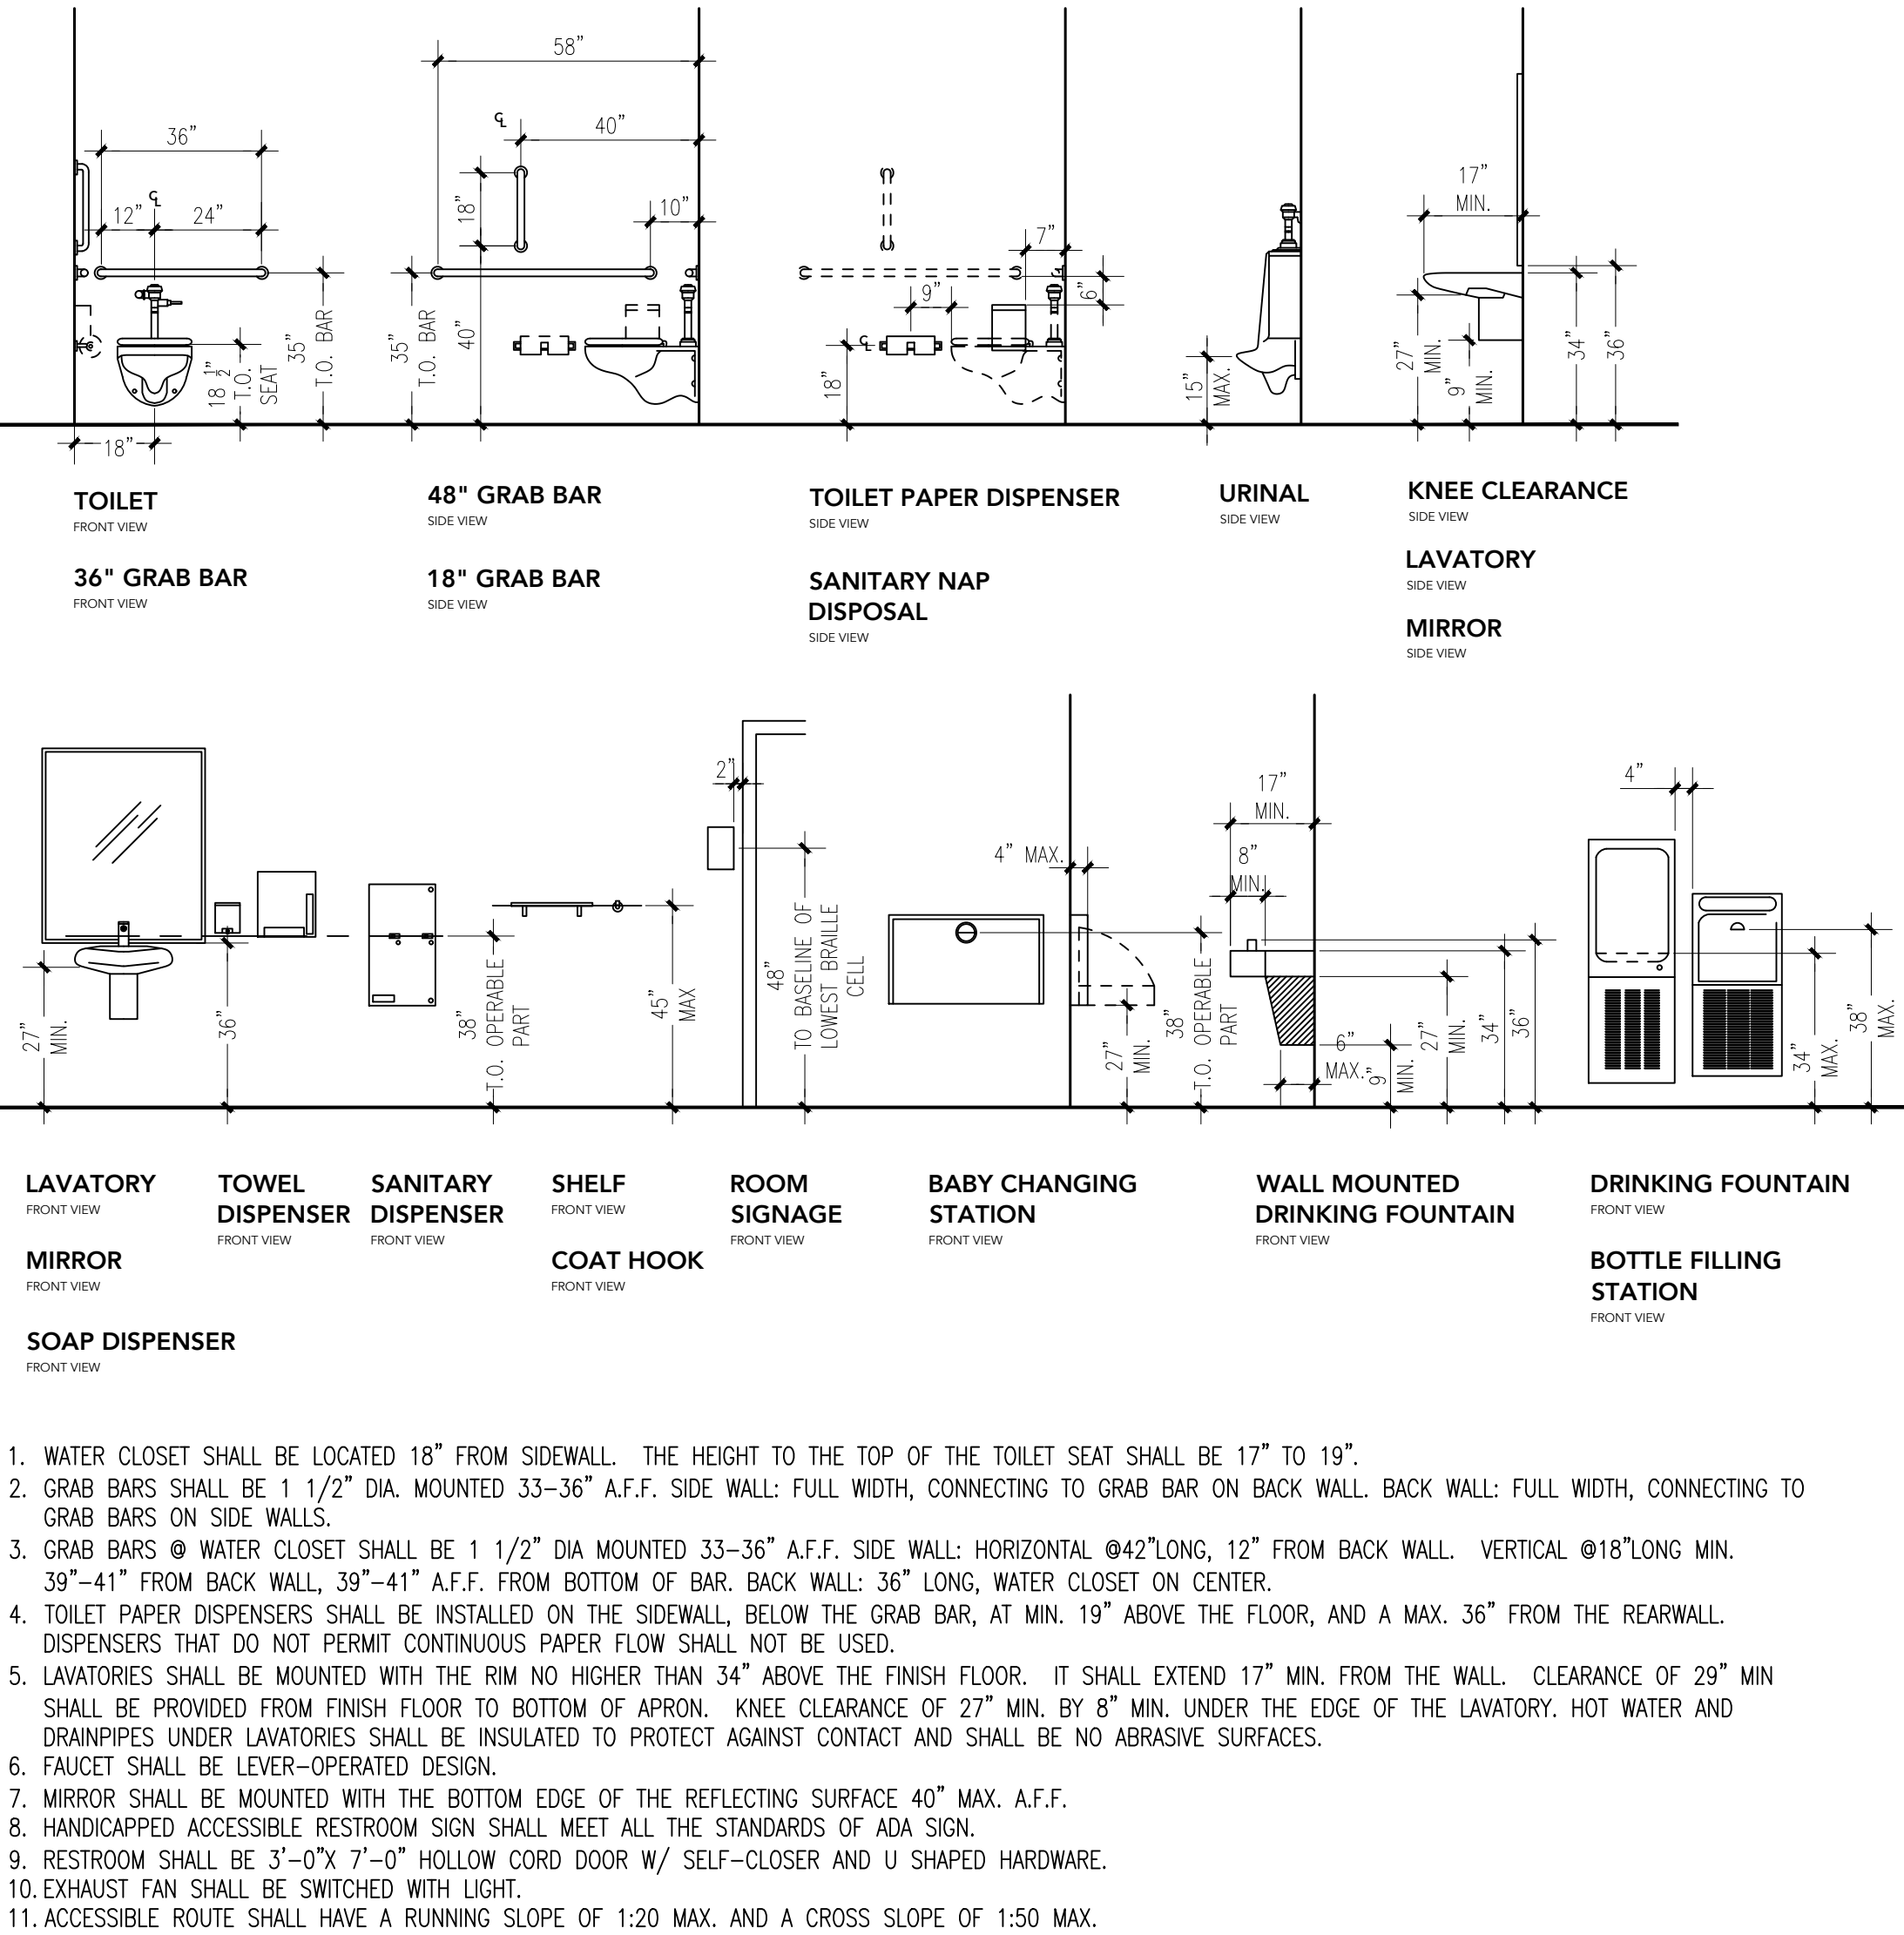 58”
36”
℄
40”
℄
12”
24”
18”
10”
7”
17”
MIN.
9”
6”
℄
18 1/2”
T.O.
SEAT
35”
T.O. BAR
35”
T.O. BAR
40”
18”
15”
MAX.
27”
MIN.
9”
MIN.
34”
36”
18”
TOILET
FRONT VIEW
36" GRAB BAR
FRONT VIEW
48" GRAB BAR
SIDE VIEW
18" GRAB BAR
SIDE VIEW
TOILET PAPER DISPENSER
SIDE VIEW
SANITARY NAP
DISPOSAL
SIDE VIEW
URINAL
SIDE VIEW
KNEE CLEARANCE
SIDE VIEW
LAVATORY
SIDE VIEW
MIRROR
SIDE VIEW
27”
MIN.
36”
38”
T.O. OPERABLE
PART
45”
MAX
2”
48”
TO BASELINE OF
LOWEST BRAILLE
CELL
4” MAX.
27”
MIN.
38”
T.O. OPERABLE
PART
17”
MIN.
8”
MIN.
6”
MAX.
9”
MIN.
27”
MIN.
34”
36”
4”
34”
MAX.
38”
MAX.
LAVATORY
FRONT VIEW
MIRROR
FRONT VIEW
SOAP DISPENSER
FRONT VIEW
TOWEL
DISPENSER
FRONT VIEW
SANITARY
DISPENSER
FRONT VIEW
SHELF
FRONT VIEW
COAT HOOK
FRONT VIEW
ROOM
SIGNAGE
FRONT VIEW
BABY CHANGING
STATION
FRONT VIEW
WALL MOUNTED
DRINKING FOUNTAIN
FRONT VIEW
DRINKING FOUNTAIN
FRONT VIEW
BOTTLE FILLING
STATION
FRONT VIEW
1. WATER CLOSET SHALL BE LOCATED 18” FROM SIDEWALL. THE HEIGHT TO THE TOP OF THE TOILET SEAT SHALL BE 17” TO 19”.
2. GRAB BARS SHALL BE 1 1/2” DIA. MOUNTED 33–36” A.F.F. SIDE WALL: FULL WIDTH, CONNECTING TO GRAB BAR ON BACK WALL. BACK WALL: FULL WIDTH, CONNECTING TO
GRAB BARS ON SIDE WALLS.
3. GRAB BARS @ WATER CLOSET SHALL BE 1 1/2” DIA MOUNTED 33–36” A.F.F. SIDE WALL: HORIZONTAL @42”LONG, 12” FROM BACK WALL. VERTICAL @18”LONG MIN.
39”–41” FROM BACK WALL, 39”–41” A.F.F. FROM BOTTOM OF BAR. BACK WALL: 36” LONG, WATER CLOSET ON CENTER.
4. TOILET PAPER DISPENSERS SHALL BE INSTALLED ON THE SIDEWALL, BELOW THE GRAB BAR, AT MIN. 19” ABOVE THE FLOOR, AND A MAX. 36” FROM THE REARWALL.
DISPENSERS THAT DO NOT PERMIT CONTINUOUS PAPER FLOW SHALL NOT BE USED.
5. LAVATORIES SHALL BE MOUNTED WITH THE RIM NO HIGHER THAN 34” ABOVE THE FINISH FLOOR. IT SHALL EXTEND 17” MIN. FROM THE WALL. CLEARANCE OF 29” MIN
SHALL BE PROVIDED FROM FINISH FLOOR TO BOTTOM OF APRON. KNEE CLEARANCE OF 27” MIN. BY 8” MIN. UNDER THE EDGE OF THE LAVATORY. HOT WATER AND
DRAINPIPES UNDER LAVATORIES SHALL BE INSULATED TO PROTECT AGAINST CONTACT AND SHALL BE NO ABRASIVE SURFACES.
6. FAUCET SHALL BE LEVER–OPERATED DESIGN.
7. MIRROR SHALL BE MOUNTED WITH THE BOTTOM EDGE OF THE REFLECTING SURFACE 40” MAX. A.F.F.
8. HANDICAPPED ACCESSIBLE RESTROOM SIGN SHALL MEET ALL THE STANDARDS OF ADA SIGN.
9. RESTROOM SHALL BE 3’–0”X 7’–0” HOLLOW CORD DOOR W/ SELF–CLOSER AND U SHAPED HARDWARE.
10. EXHAUST FAN SHALL BE SWITCHED WITH LIGHT.
11. ACCESSIBLE ROUTE SHALL HAVE A RUNNING SLOPE OF 1:20 MAX. AND A CROSS SLOPE OF 1:50 MAX.